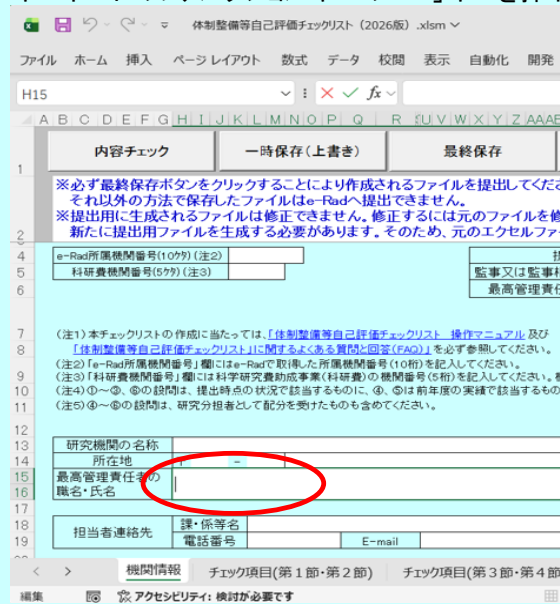 体制整備等自己評価チェックリスト（2026版）.xlsm
ファイル ホーム 挿入 ページ レイアウト 数式 データ 校閲 表示 自動化 開発
H15
fx
A B C D E F G H I J K L M N O P Q R U V W X Y Z
1
内容チェック 一時保存(上書き) 最終保存
※必ず最終保存ボタンをクリックすることにより作成されるファイルを提出してくだ
それ以外の方法で保存したファイルはe-Radへ提出できません。
※提出用に生成されるファイルは修正できません。修正するには元のファイルを修
2 新たに提出用ファイルを生成する必要があります。そのため、元のエクセルファ
4 e-Rad所属機関番号(10ケタ)(注2)
5 科研費機関番号(5ケタ)(注3) 監事又は監事相
6 最高管理責任
7 (注1)本チェックリストの作成に当たっては、「体制整備等自己評価チェックリスト 操作マニュアル 及び
8 「体制整備等自己評価チェックリスト」に関するよくある質問と回答(FAQ)」を必ず参照してください。
(注2)「e-Rad所属機関番号」欄にはe-Radで取得した所属機関番号(10桁)を記入してください。
9 (注3)「科研費機関番号」欄には科学研究費助成事業(科研費)の機関番号(5桁)を記入してください。
10 (注4)①~③の設問は、提出時点の状況で該当するものに、④、⑤は前年度の実績で該当するもの
11 (注5)④~⑥の設問は、研究分担者として配分を受けたものも含めてください。
12
13 研究機関の名称
14 所在地 〒 -
15 最高管理責任者の
16 職名・氏名
17
18 担当者連絡先 課・係等名
19 電話番号 E-mail
機関情報 チェック項目(第1節・第2節) チェック項目(第3節・第4節
編集 アクセシビリティ: 検討が必要です